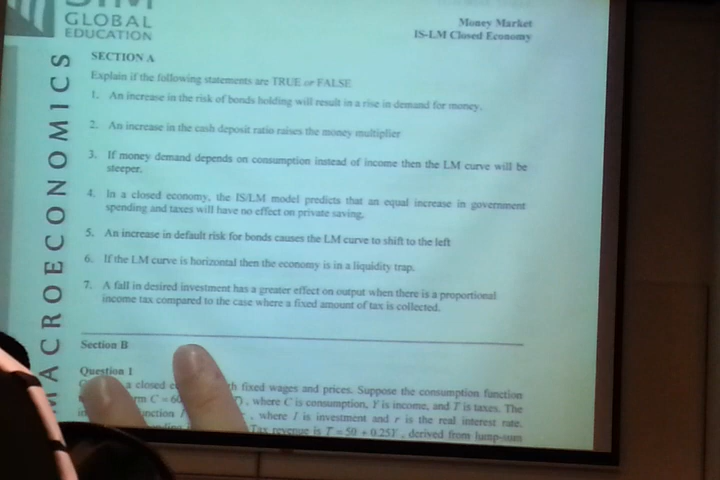 GLOBAL
EDUCATION
Money Market
IS-LM Closed Economy
MACROECONOMICS
SECTION A
Explain if the following statements are TRUE or FALSE
1. An increase in the risk of bonds holding will result in a rise in demand for money.
2. An increase in the cash deposit ratio raises the money multiplier
3. If money demand depends on consumption instead of income then the LM curve will be
steeper.
4. In a closed economy, the IS/LM model predicts that an equal increase in government
spending and taxes will have no effect on private saving.
5. An increase in default risk for bonds causes the LM curve to shift to the left
6. If the LM curve is horizontal then the economy is in a liquidity trap.
7. A fall in desired investment has a greater effect on output when there is a proportional
income tax compared to the case where a fixed amount of tax is collected.
Section B
Question 1
a closed fixed wages and prices. Suppose the consumption function
C = where C is consumption, Y is income, and T is taxes. The
where I is investment and r is the real interest rate.
Tax revenue is T = 50 + 0.25Y, derived from lump-sum